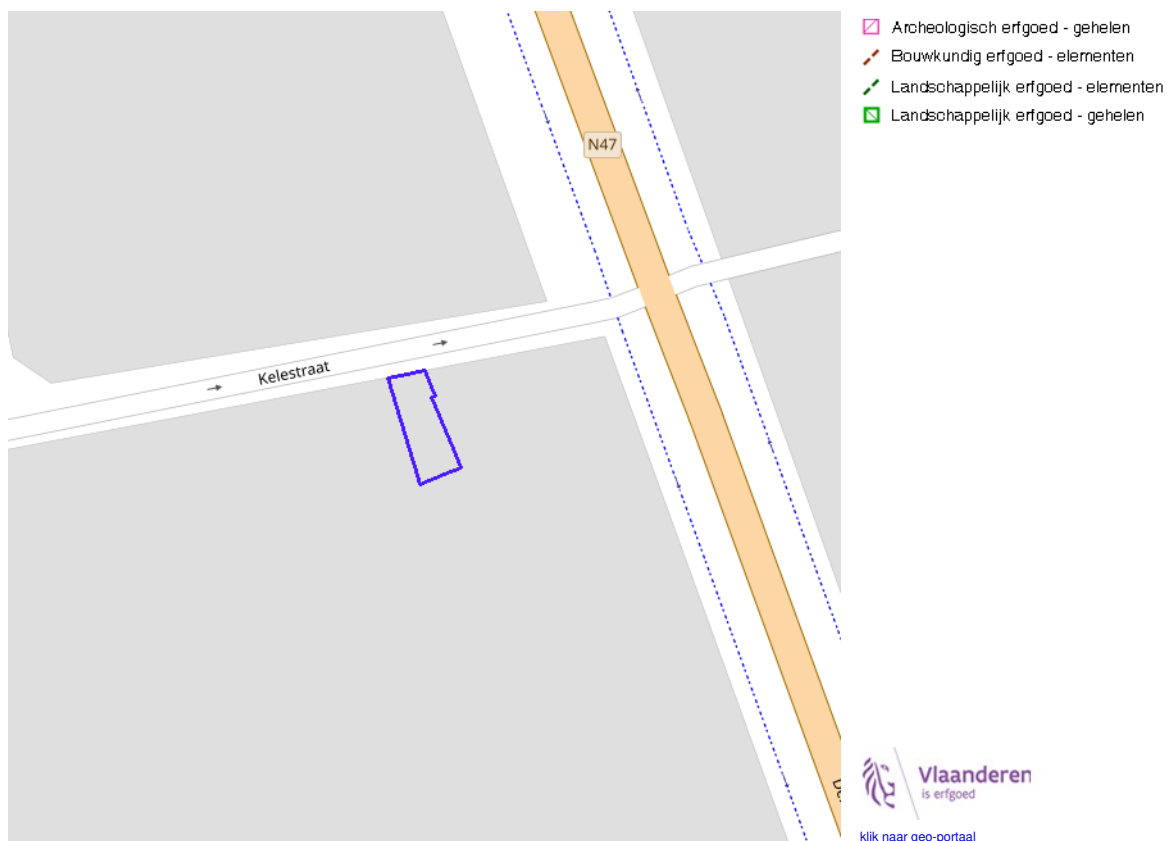 Archeologisch erfgoed - gehelen
Bouwkundig erfgoed - elementen
Landschappelijk erfgoed - elementen
Landschappelijk erfgoed - gehelen
N47
Kelestraat
Vlaanderen
is erfgoed
klik naar geo-portaal